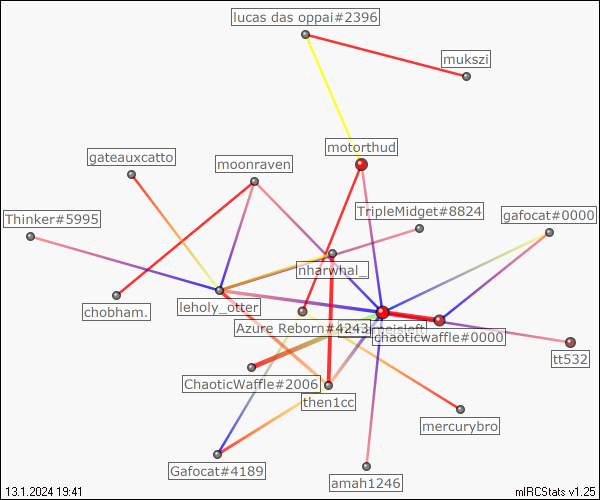 lucas das oppai#2396
mukszi
motorthud
gateauxcatto
moonraven
TripleMidget#8824
gafocat#0000
Thinker#5995
nharwhal_
chobham.
leholy_otter
Azure Reborn#4243
meisleft
chaoticwaffle#0000
tt532
ChaoticWaffle#2006
then1cc
mercurybro
Gafocat#4189
amah1246
13.1.2024 19:41
mIRCStats v1.25